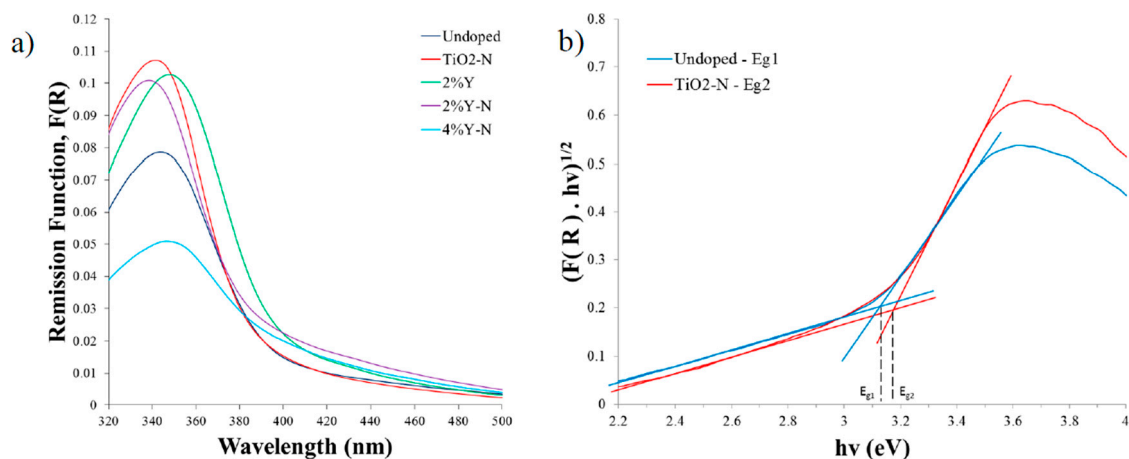 a)
Remission Function, F(R)
0.12
0.11
0.1
0.09
0.08
0.07
0.06
0.05
0.04
0.03
0.02
0.01
0
320 340 360 380 400 420 440 460 480 500
Wavelength (nm)
Undoped
TiO2-N
2%Y
2%Y-N
4%Y-N
b)
(F( R ) . hv)1/2
0.8
0.7
0.6
0.5
0.4
0.3
0.2
0.1
0
2.2 2.4 2.6 2.8 3 3.2 3.4 3.6 3.8 4
hv (eV)
Undoped - Eg1
TiO2-N - Eg2
Eg1 Eg2